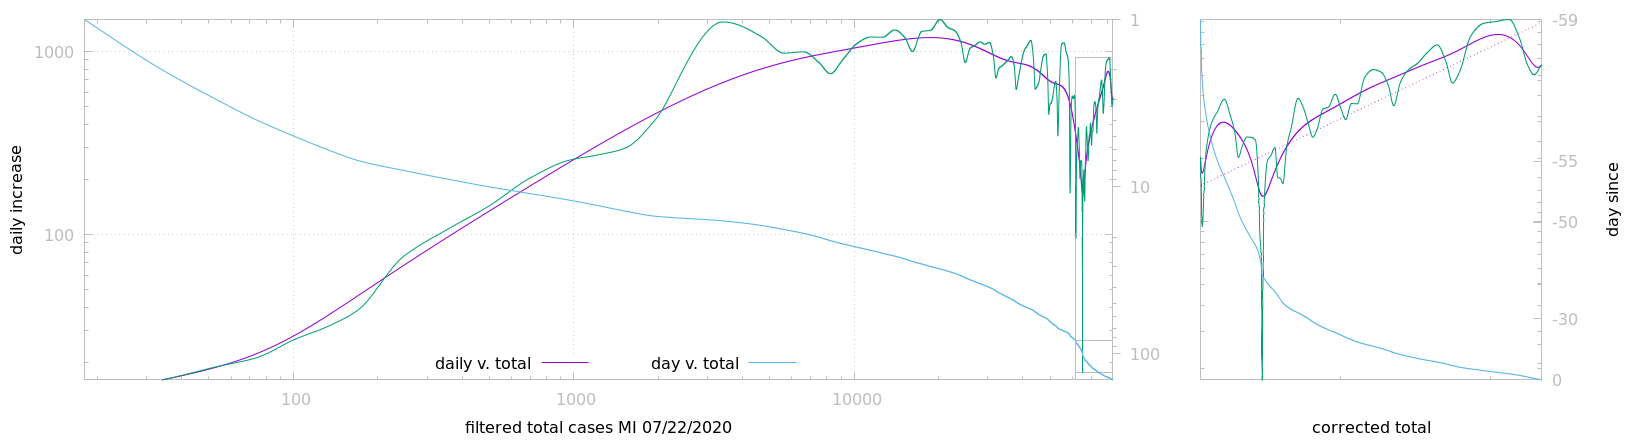 1
-59
1000
daily increase
-55
day since
10
-50
100
-30
daily v. total
day v. total
100
0
100
1000
10000
filtered total cases MI 07/22/2020
corrected total